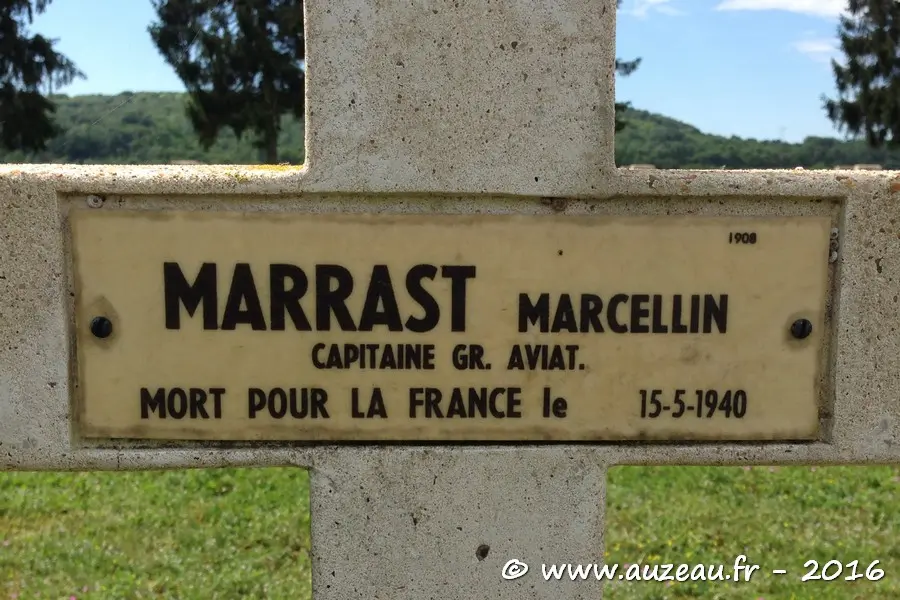 1908
MARRAST MARCELLIN
CAPITAINE GR. AVIAT.
MORT POUR LA FRANCE le 15-5-1940
© www.auzeau.fr - 2016